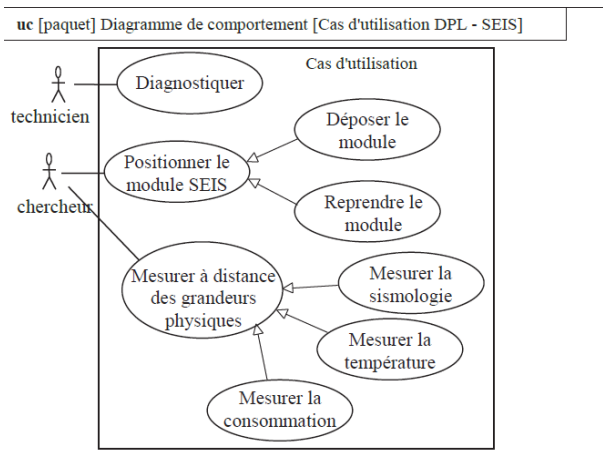 uc [paquet] Diagramme de comportement [Cas d'utilisation DPL - SEIS]
Cas d'utilisation
Diagnostiquer
technicien
Déposer le
module
Positionner le
module SEIS
chercheur
Reprendre le
module
Mesurer à distance
des grandeurs
physiques
Mesurer la
sismologie
Mesurer la
température
Mesurer la
consommation